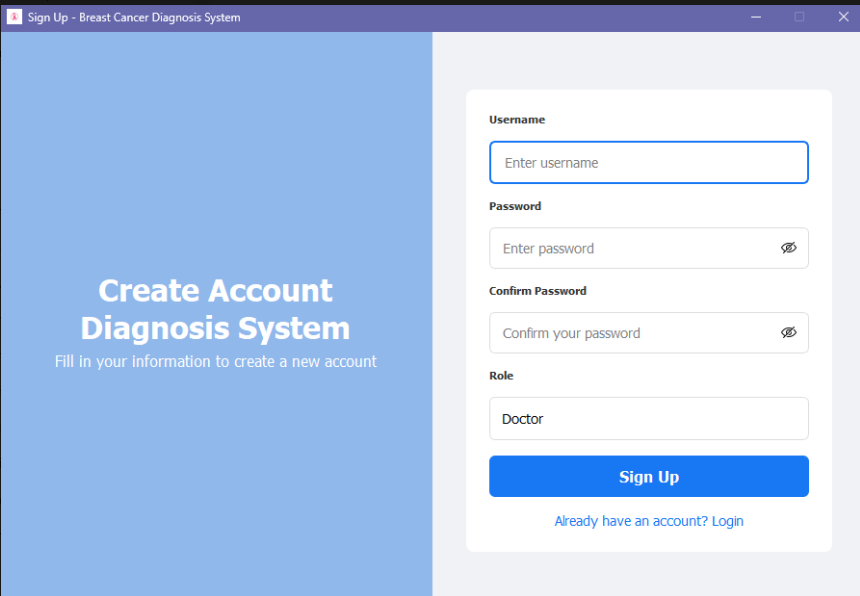 Sign Up - Breast Cancer Diagnosis System
Create Account
Diagnosis System
Fill in your information to create a new account
Username
Enter username
Password
Enter password
Confirm Password
Confirm your password
Role
Doctor
Sign Up
Already have an account? Login